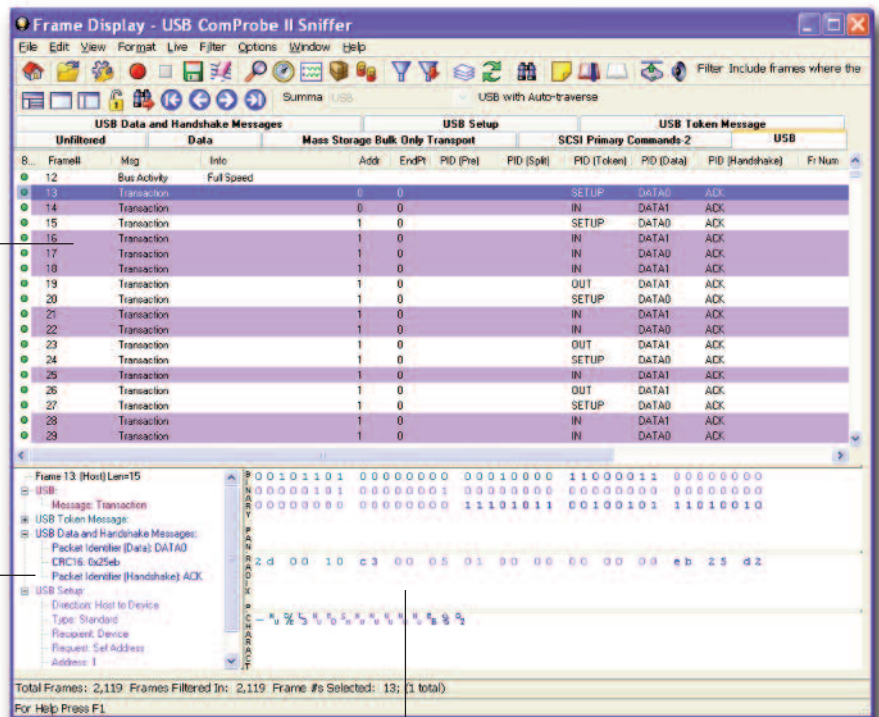 Frame Display - USB ComProbe II Sniffer
File Edit View Format Live Filter Options Window Help
Filter Include frames where the
Summa USB USB with Auto-traverse
USB Data and Handshake Messages USB Setup USB Token Message
Unfiltered Data Mass Storage Bulk Only Transport SCSI Primary Commands-2 USB
B... Frame# Msg Info Addr EndPt PID (Pre) PID (Split) PID (Token) PID (Data) PID (Handshake) Fr Num
12 Bus Activity Full Speed
13 Transaction 0 0 SETUP DATA0 ACK
14 Transaction 0 0 IN DATA1 ACK
15 Transaction 1 0 SETUP DATA0 ACK
16 Transaction 1 0 IN DATA1 ACK
17 Transaction 1 0 IN DATA0 ACK
18 Transaction 1 0 IN DATA1 ACK
19 Transaction 1 0 OUT DATA1 ACK
20 Transaction 1 0 SETUP DATA0 ACK
21 Transaction 1 0 IN DATA1 ACK
22 Transaction 1 0 IN DATA0 ACK
23 Transaction 1 0 OUT DATA1 ACK
24 Transaction 1 0 SETUP DATA0 ACK
25 Transaction 1 0 IN DATA1 ACK
26 Transaction 1 0 OUT DATA1 ACK
27 Transaction 1 0 SETUP DATA0 ACK
28 Transaction 1 0 IN DATA1 ACK
29 Transaction 1 0 IN DATA0 ACK
Frame 13: (Host) Len=15
USB:
Message: Transaction
USB Token Message:
USB Data and Handshake Messages:
Packet Identifier (Data): DATA0
CRC16: 0x25eb
Packet Identifier (Handshake): ACK
USB Setup:
Direction: Host to Device
Type: Standard
Recipient: Device
Request: Set Address
Address: 1
BINARY PAN
00101101 00000000 00010000 11000011 00000000
00000101 00000001 00000000 00000000 00000000
00000000 00000000 11101011 00100101 11010010
RADIX P
2d 00 10 c3 00 05 01 00 00 00 00 00 eb 25 d2
CHARACT
Total Frames: 2,119 Frames Filtered In: 2,119 Frame #s Selected: 13; (1 total)
For Help Press F1